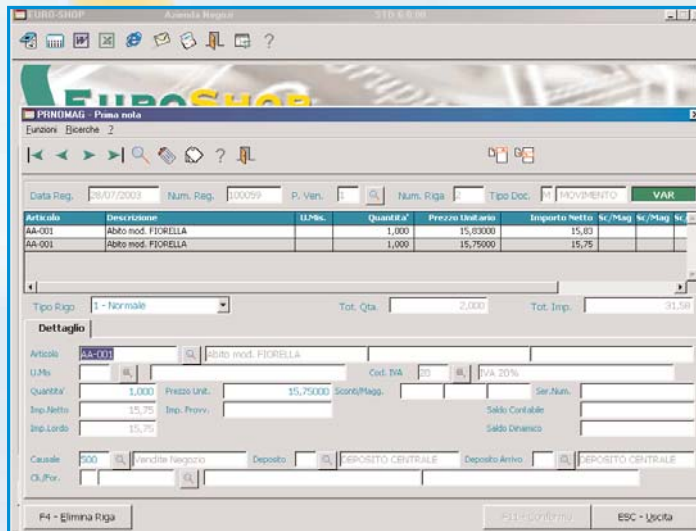 EURO-SHOP Azienda Negozi STD 6.0.00
EUROSHOP
PRNOMAG - Prima nota
Funzioni Ricerche ?
Data Reg. 28/07/2003 Num. Reg. 100059 P. Ven. 1 Num. Riga 2 Tipo Doc. M MOVIMENTO VAR
Articolo Descrizione U.Mis. Quantita' Prezzo Unitario Importo Netto Sc/Mag Sc/Mag Sc/
AA-001 Abito mod. FIORELLA 1,000 15,83000 15,83
AA-001 Abito mod. FIORELLA 1,000 15,75000 15,75
Tipo Rigo 1 - Normale Tot. Qta. 2,000 Tot. Imp. 31,58
Dettaglio
Articolo AA-001 Abito mod. FIORELLA
U.Mis Cod. IVA 20 IVA 20%
Quantita' 1,000 Prezzo Unit. 15,75000 Sconti/Magg. Ser.Num.
Imp.Netto 15,75 Imp. Provv. Saldo Contabile
Imp.Lordo 15,75 Saldo Dinamico
Causale 500 Vendite Negozio Deposito DEPOSITO CENTRALE Deposito Arrivo DEPOSITO CENTRALE
Cli./For.
F4 - Elimina Riga F11 - Conferma ESC - Uscita